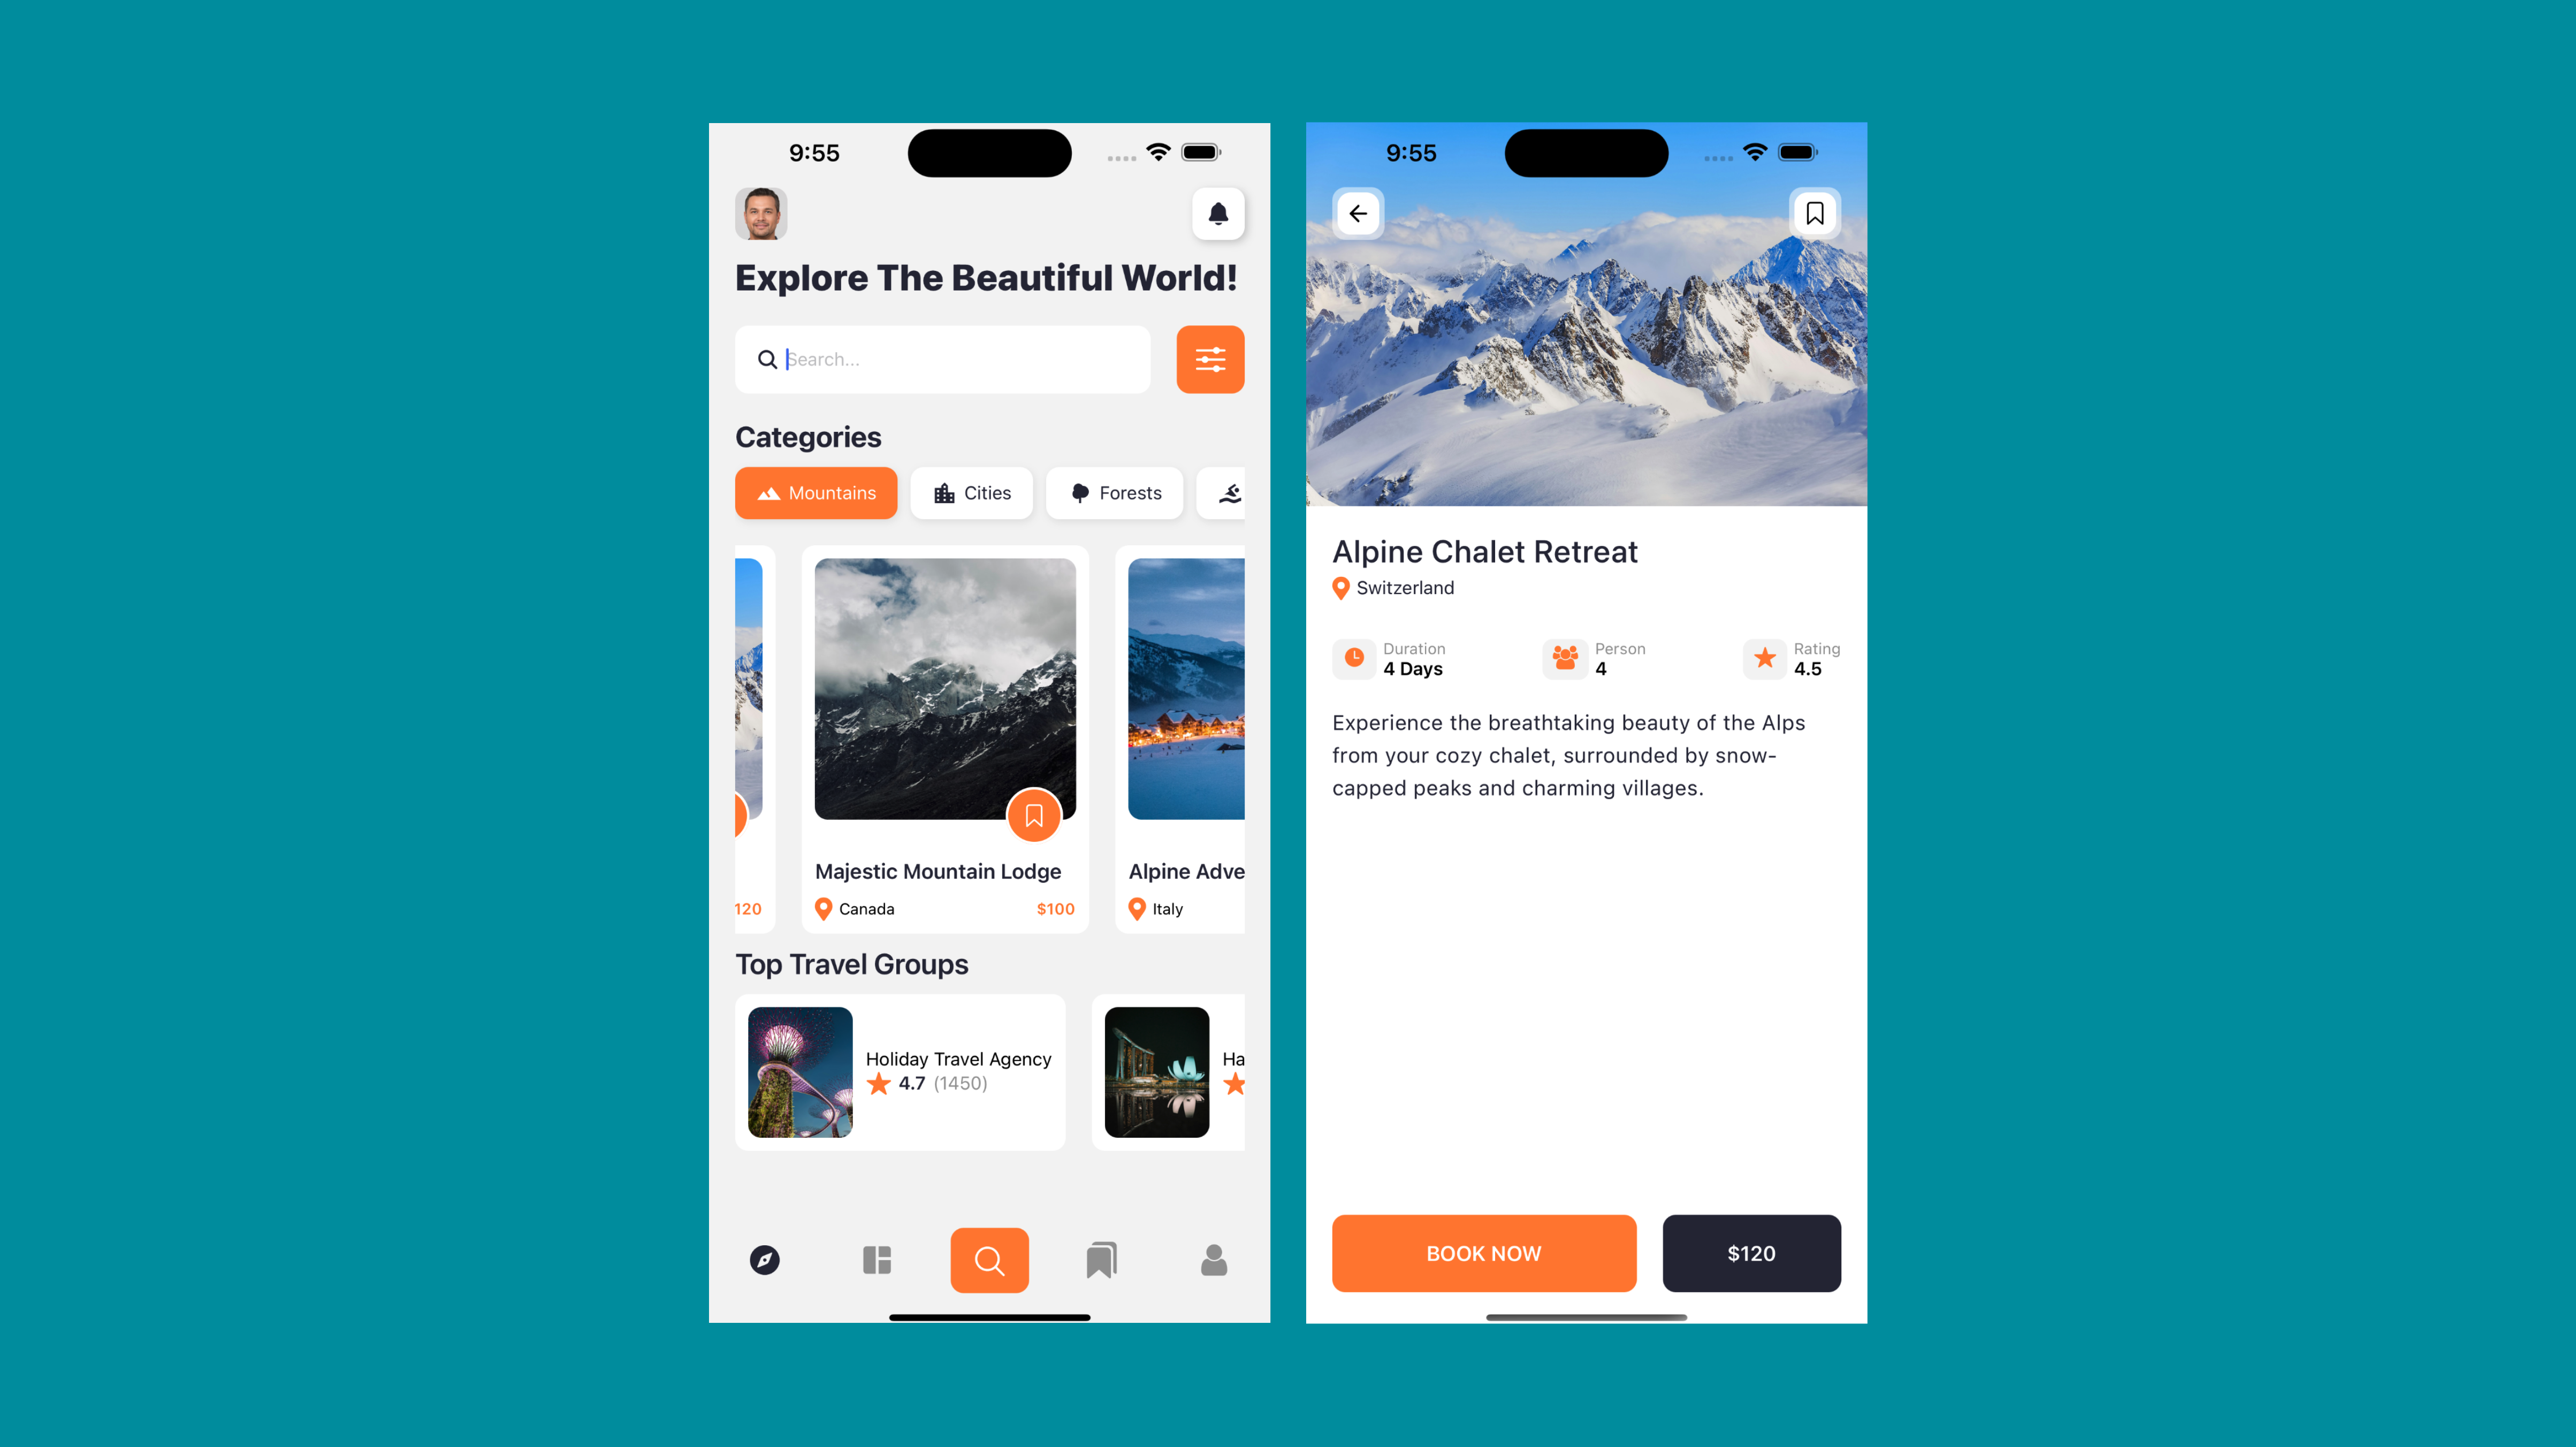 9:55
Explore The Beautiful World!
Search...
Categories
Mountains
Cities
Forests
120
Majestic Mountain Lodge
Canada
$100
Alpine Adve
Italy
Top Travel Groups
Holiday Travel Agency
4.7 (1450)
Ha
9:55
Alpine Chalet Retreat
Switzerland
Duration
4 Days
Person
4
Rating
4.5
Experience the breathtaking beauty of the Alps
from your cozy chalet, surrounded by snow-
capped peaks and charming villages.
BOOK NOW
$120